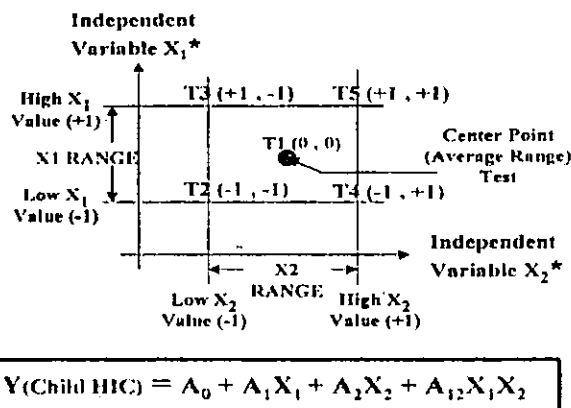 Independent
Variable X₁*
High X₁
Value (+1)
T3 (+1 , -1)
T5 (+1 , +1)
X1 RANGE
T1 (0 , 0)
Center Point
(Average Range)
Test
Low X₁
Value (-1)
T2 (-1 , -1)
T4 (-1 , +1)
Independent
Variable X₂*
X2
RANGE
Low X₂
Value (-1)
High X₂
Value (+1)
Y(Child HIC) = A₀ + A₁X₁ + A₂X₂ + A₁₂X₁X₂